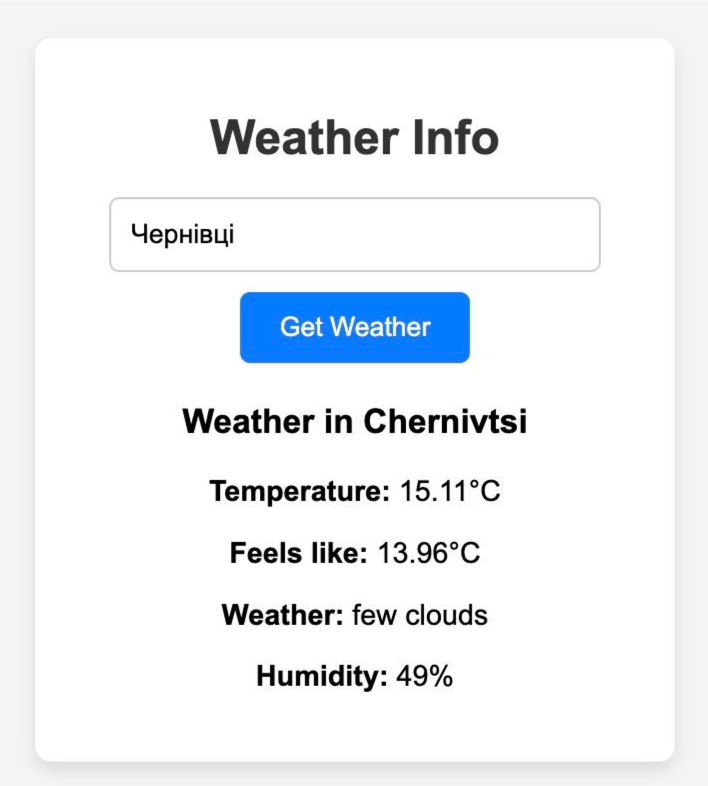 Weather Info
Чернівці
Get Weather
Weather in Chernivtsi
Temperature: 15.11°C
Feels like: 13.96°C
Weather: few clouds
Humidity: 49%